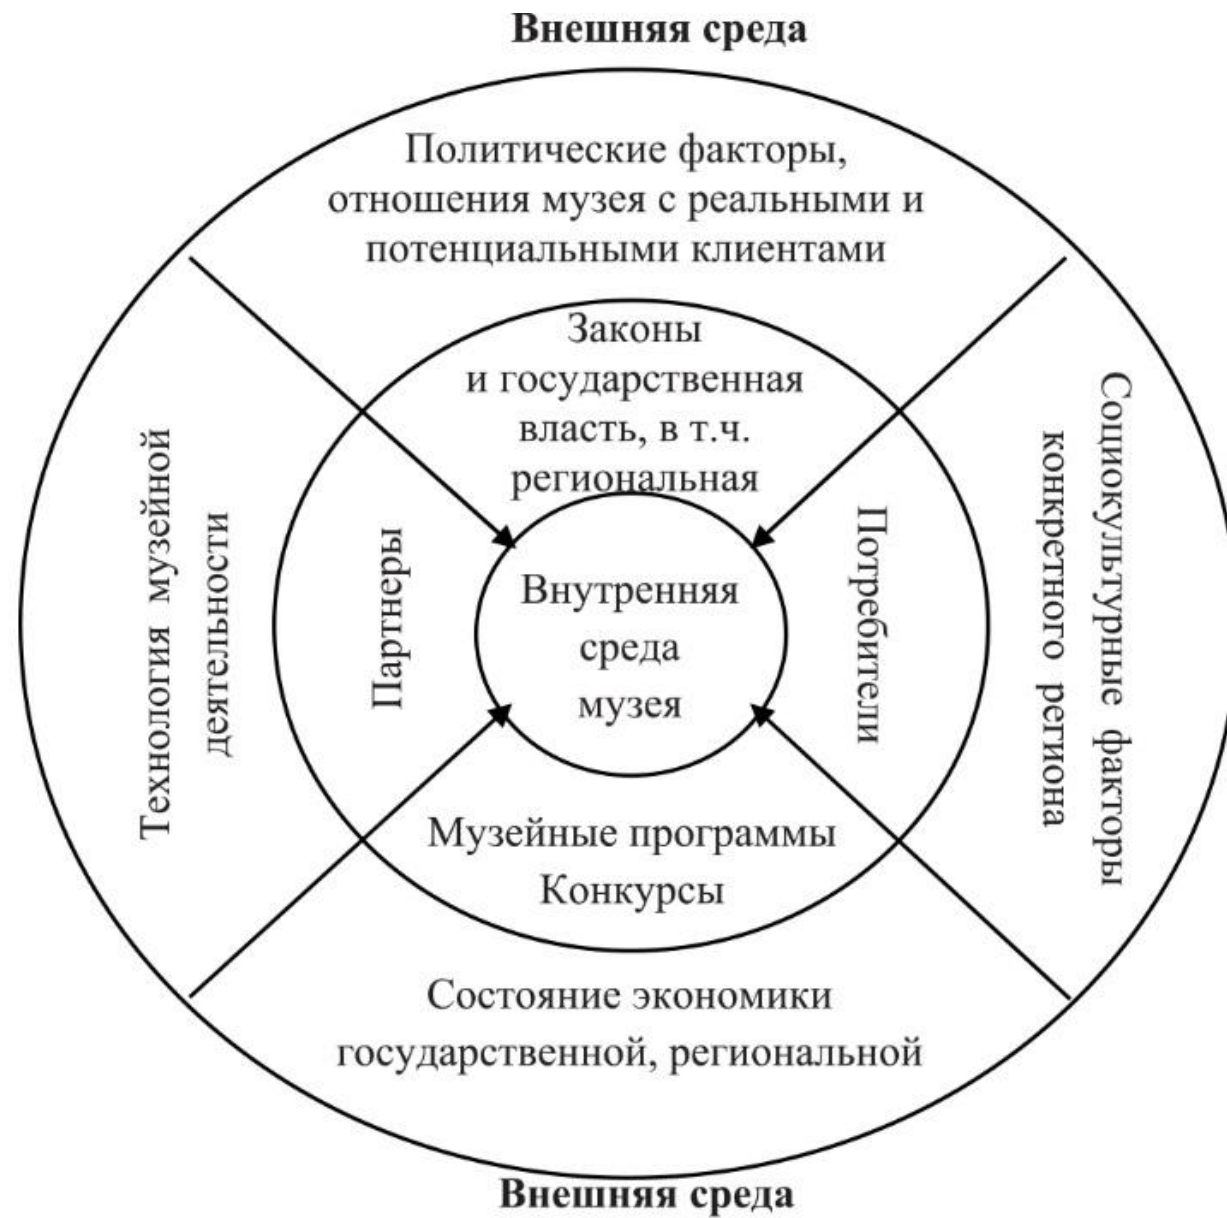 Внешняя среда
Политические факторы,
отношения музея с реальными и
потенциальными клиентами
Законы
и государственная
власть, в т.ч.
региональная
Технология музейной
деятельности
Партнеры
Внутренняя
среда
музея
Потребители
Социокультурные факторы
конкретного региона
Музейные программы
Конкурсы
Состояние экономики
государственной, региональной
Внешняя среда